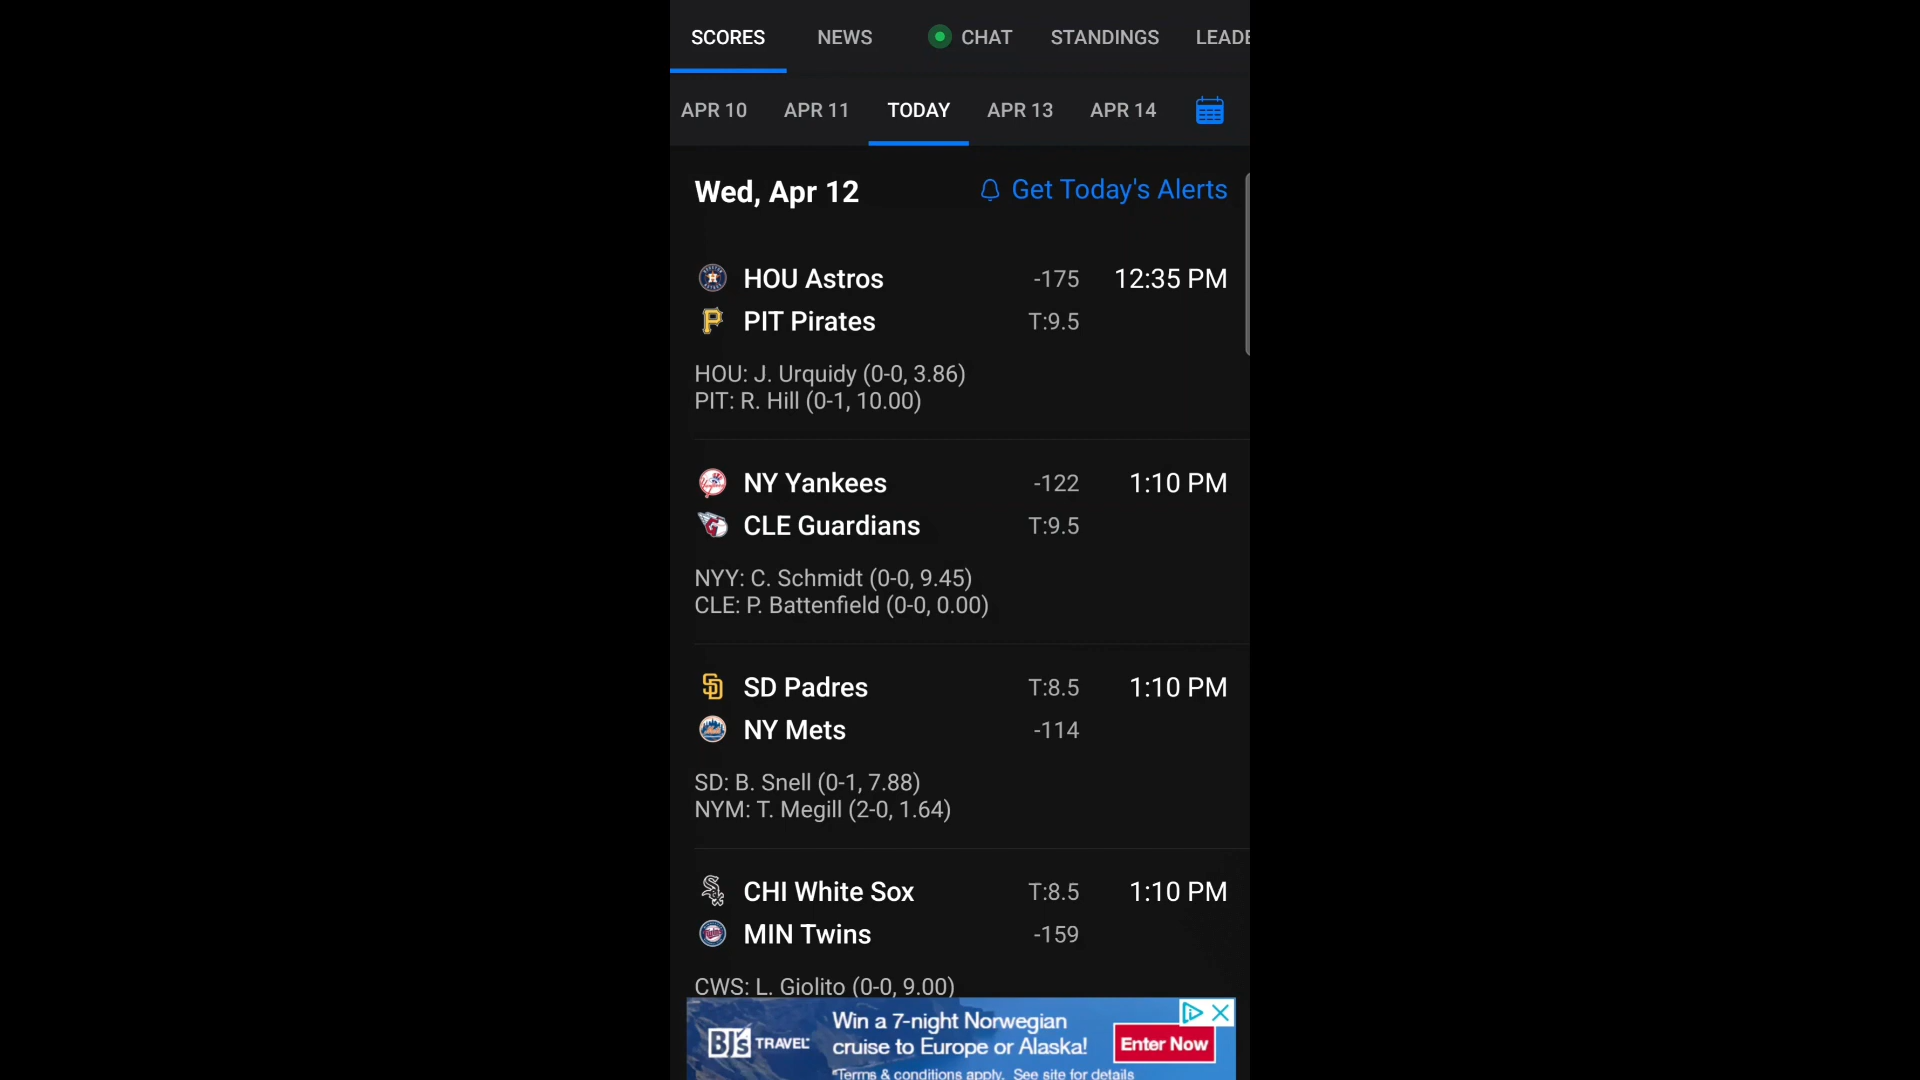 SCORES NEWS CHAT STANDINGS LEADE
APR 10 APR 11 TODAY APR 13 APR 14
Wed, Apr 12 Get Today's Alerts
HOU Astros -175 12:35 PM
PIT Pirates T:9.5
HOU: J. Urquidy (0-0, 3.86)
PIT: R. Hill (0-1, 10.00)
NY Yankees -122 1:10 PM
CLE Guardians T:9.5
NYY: C. Schmidt (0-0, 9.45)
CLE: P. Battenfield (0-0, 0.00)
SD Padres T:8.5 1:10 PM
NY Mets -114
SD: B. Snell (0-1, 7.88)
NYM: T. Megill (2-0, 1.64)
CHI White Sox T:8.5 1:10 PM
MIN Twins -159
CWS: L. Giolito (0-0, 9.00)
BJ's TRAVEL
Win a 7-night Norwegian
cruise to Europe or Alaska!
Enter Now
*Terms & conditions apply. See site for details